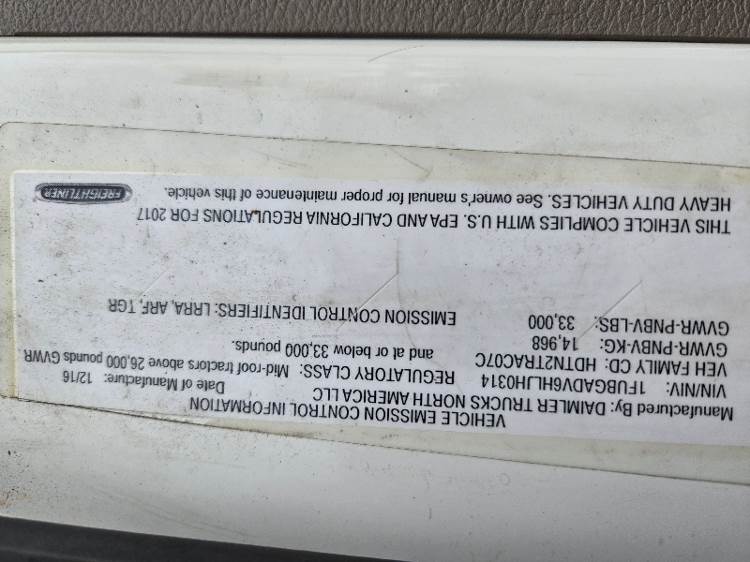 VEHICLE EMISSION CONTROL INFORMATION
Manufactured By: DAIMLER TRUCKS NORTH AMERICA LLC
Date of Manufacture: 12/16
VIN/NIV: 1FUBGADV6HLJH0314
REGULATORY CLASS: Mid-roof tractors above 26,000 pounds GVWR
and at or below 33,000 pounds.
VEH FAMILY CD: HDTN2TRAC07C
GVWR-PNBV-KG: 14,968
GVWR-PNBV-LBS: 33,000
EMISSION CONTROL IDENTIFIERS: LRRA, ARF, TGR
THIS VEHICLE COMPLIES WITH U.S. EPA AND CALIFORNIA REGULATIONS FOR 2017
HEAVY DUTY VEHICLES. See owner's manual for proper maintenance of this vehicle.
FREIGHTLINER